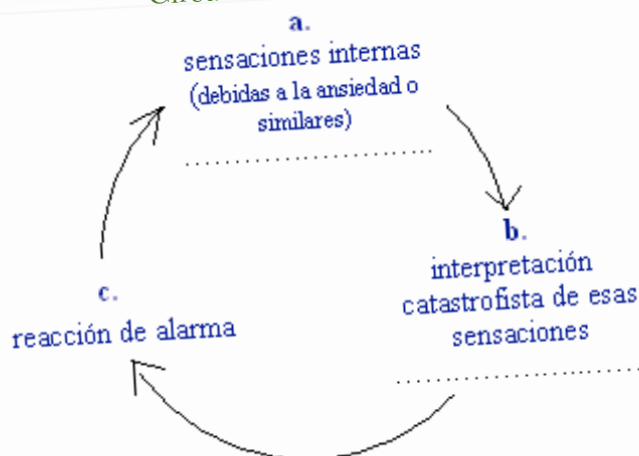 a.
sensaciones internas
(debidas a la ansiedad o
similares)
b.
interpretación
catastrofista de esas
sensaciones
c.
reacción de alarma